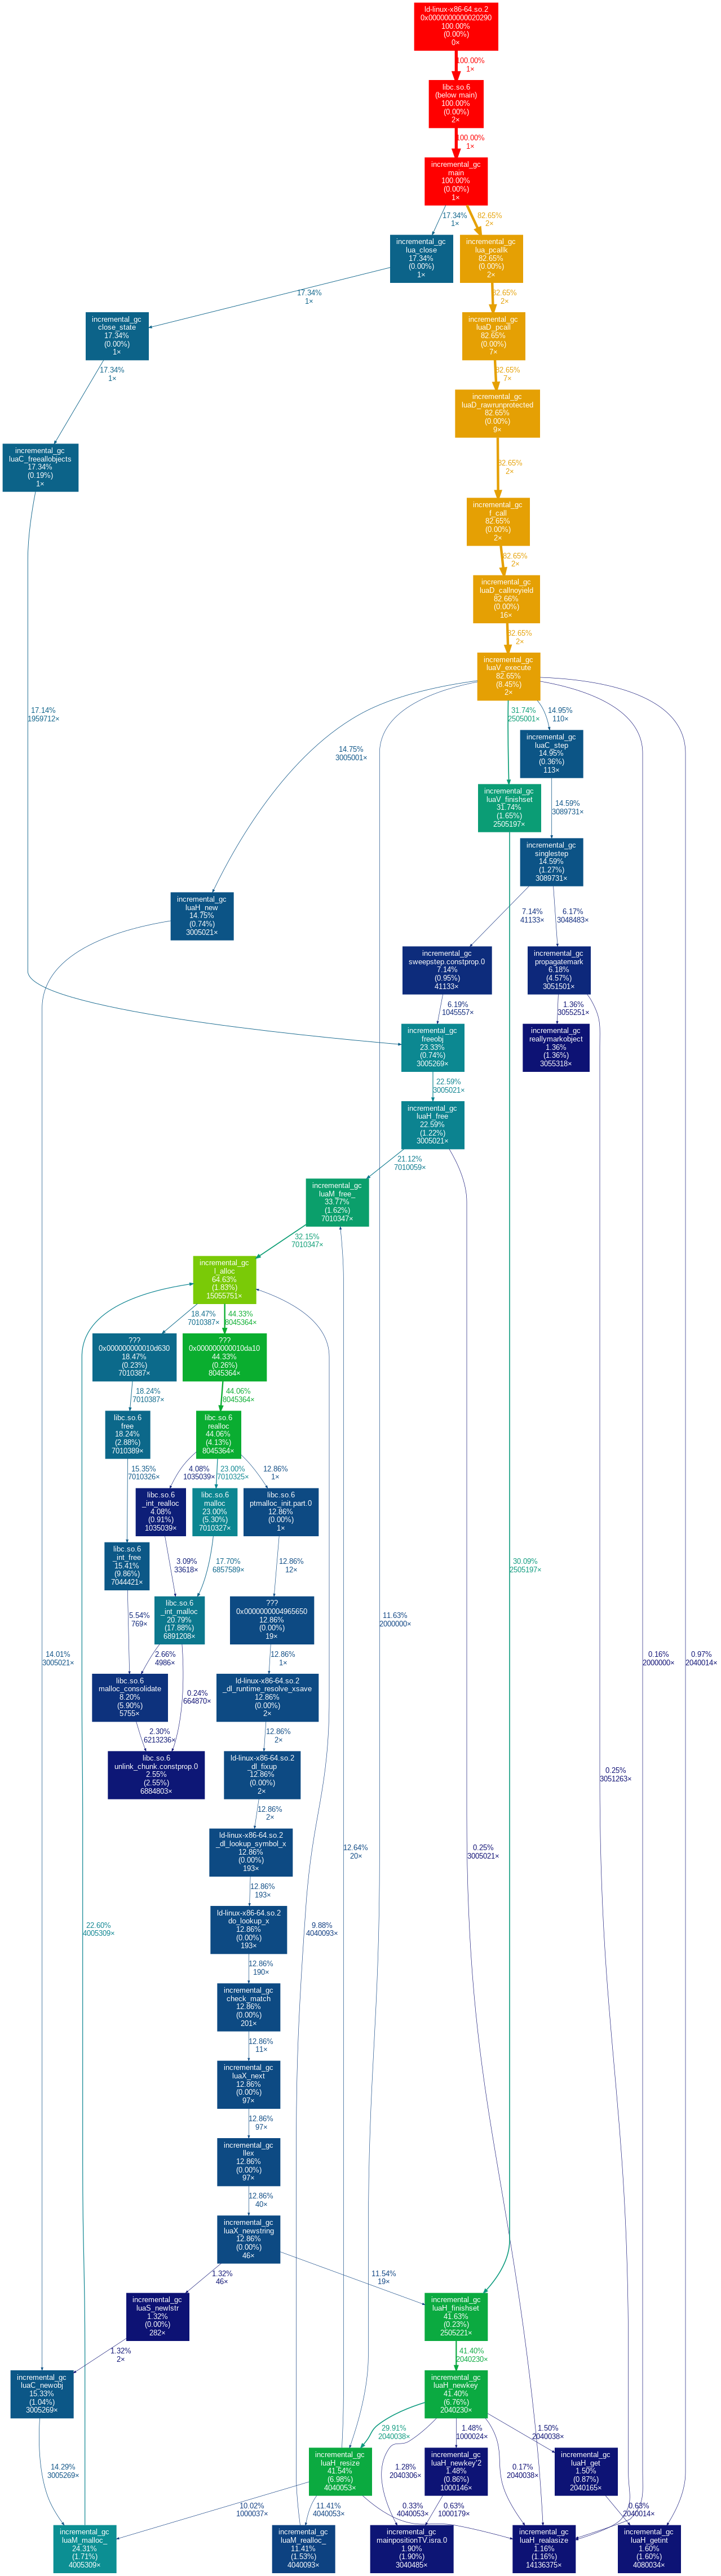 ld-linux-x86-64.so.2
0x0000000000020290
100.00%
(0.00%)
0×
100.00%
1×
libc.so.6
(below main)
100.00%
(0.00%)
2×
100.00%
1×
incremental_gc
main
100.00%
(0.00%)
1×
17.34%
1×
82.65%
2×
incremental_gc
lua_close
17.34%
(0.00%)
1×
incremental_gc
lua_pcallk
82.65%
(0.00%)
2×
17.34%
1×
82.65%
2×
incremental_gc
close_state
17.34%
(0.00%)
1×
incremental_gc
luaD_pcall
82.65%
(0.00%)
7×
17.34%
1×
82.65%
7×
incremental_gc
luaD_rawrunprotected
82.65%
(0.00%)
9×
incremental_gc
luaC_freeallobjects
17.34%
(0.19%)
1×
82.65%
2×
incremental_gc
f_call
82.65%
(0.00%)
2×
82.65%
2×
incremental_gc
luaD_callnoyield
82.66%
(0.00%)
16×
82.65%
2×
incremental_gc
luaV_execute
82.65%
(8.45%)
2×
17.14%
1959712×
14.75%
3005001×
31.74%
2505001×
14.95%
110×
incremental_gc
luaC_step
14.95%
(0.36%)
113×
incremental_gc
luaV_finishset
31.74%
(1.65%)
2505197×
14.59%
3089731×
incremental_gc
singlestep
14.59%
(1.27%)
3089731×
incremental_gc
luaH_new
14.75%
(0.74%)
3005021×
7.14%
41133×
6.17%
3048483×
incremental_gc
sweepstep.constprop.0
7.14%
(0.95%)
41133×
incremental_gc
propagatemark
6.18%
(4.57%)
3051501×
6.19%
1045557×
1.36%
3055251×
incremental_gc
freeobj
23.33%
(0.74%)
3005269×
incremental_gc
reallymarkobject
1.36%
(1.36%)
3055318×
22.59%
3005021×
incremental_gc
luaH_free
22.59%
(1.22%)
3005021×
21.12%
7010059×
incremental_gc
luaM_free_
33.77%
(1.62%)
7010347×
32.15%
7010347×
incremental_gc
l_alloc
64.63%
(1.83%)
15055751×
18.47%
7010387×
44.33%
8045364×
???
0x000000000010d630
18.47%
(0.23%)
7010387×
???
0x000000000010da10
44.33%
(0.26%)
8045364×
18.24%
7010387×
44.06%
8045364×
libc.so.6
free
18.24%
(2.88%)
7010389×
libc.so.6
realloc
44.06%
(4.13%)
8045364×
15.35%
7010326×
4.08%
1035039×
23.00%
7010325×
12.86%
1×
libc.so.6
_int_realloc
4.08%
(0.91%)
1035039×
libc.so.6
malloc
23.00%
(5.30%)
7010327×
libc.so.6
ptmalloc_init.part.0
12.86%
(0.00%)
1×
libc.so.6
_int_free
15.41%
(9.86%)
7044421×
3.09%
33618×
17.70%
6857589×
12.86%
12×
30.09%
2505197×
5.54%
769×
libc.so.6
_int_malloc
20.79%
(17.88%)
6891208×
???
0x0000000004965650
12.86%
(0.00%)
19×
11.63%
2000000×
14.01%
3005021×
2.66%
4986×
0.24%
664870×
12.86%
1×
0.16%
2000000×
0.97%
2040014×
libc.so.6
malloc_consolidate
8.20%
(5.90%)
5755×
ld-linux-x86-64.so.2
_dl_runtime_resolve_xsave
12.86%
(0.00%)
2×
2.30%
6213236×
12.86%
2×
libc.so.6
unlink_chunk.constprop.0
2.55%
(2.55%)
6884803×
ld-linux-x86-64.so.2
_dl_fixup
12.86%
(0.00%)
2×
0.25%
3051263×
12.86%
2×
ld-linux-x86-64.so.2
_dl_lookup_symbol_x
12.86%
(0.00%)
193×
12.64%
20×
0.25%
3005021×
12.86%
193×
22.60%
4005309×
ld-linux-x86-64.so.2
do_lookup_x
12.86%
(0.00%)
193×
9.88%
4040093×
12.86%
190×
incremental_gc
check_match
12.86%
(0.00%)
201×
12.86%
11×
incremental_gc
luaX_next
12.86%
(0.00%)
97×
12.86%
97×
incremental_gc
llex
12.86%
(0.00%)
97×
12.86%
40×
incremental_gc
luaX_newstring
12.86%
(0.00%)
46×
1.32%
46×
11.54%
19×
incremental_gc
luaS_newlstr
1.32%
(0.00%)
282×
incremental_gc
luaH_finishset
41.63%
(0.23%)
2505221×
1.32%
2×
41.40%
2040230×
incremental_gc
luaC_newobj
15.33%
(1.04%)
3005269×
incremental_gc
luaH_newkey
41.40%
(6.76%)
2040230×
29.91%
2040038×
1.48%
1000024×
1.50%
2040038×
14.29%
3005269×
incremental_gc
luaH_resize
41.54%
(6.98%)
4040053×
1.28%
2040306×
incremental_gc
luaH_newkey'2
1.48%
(0.86%)
1000146×
0.17%
2040038×
incremental_gc
luaH_get
1.50%
(0.87%)
2040165×
10.02%
1000037×
11.41%
4040053×
0.33%
4040053×
0.63%
1000179×
0.63%
2040014×
incremental_gc
luaM_malloc_
24.31%
(1.71%)
4005309×
incremental_gc
luaM_realloc_
11.41%
(1.53%)
4040093×
incremental_gc
mainpositionTV.isra.0
1.90%
(1.90%)
3040485×
incremental_gc
luaH_realasize
1.16%
(1.16%)
14136375×
incremental_gc
luaH_getint
1.60%
(1.60%)
4080034×